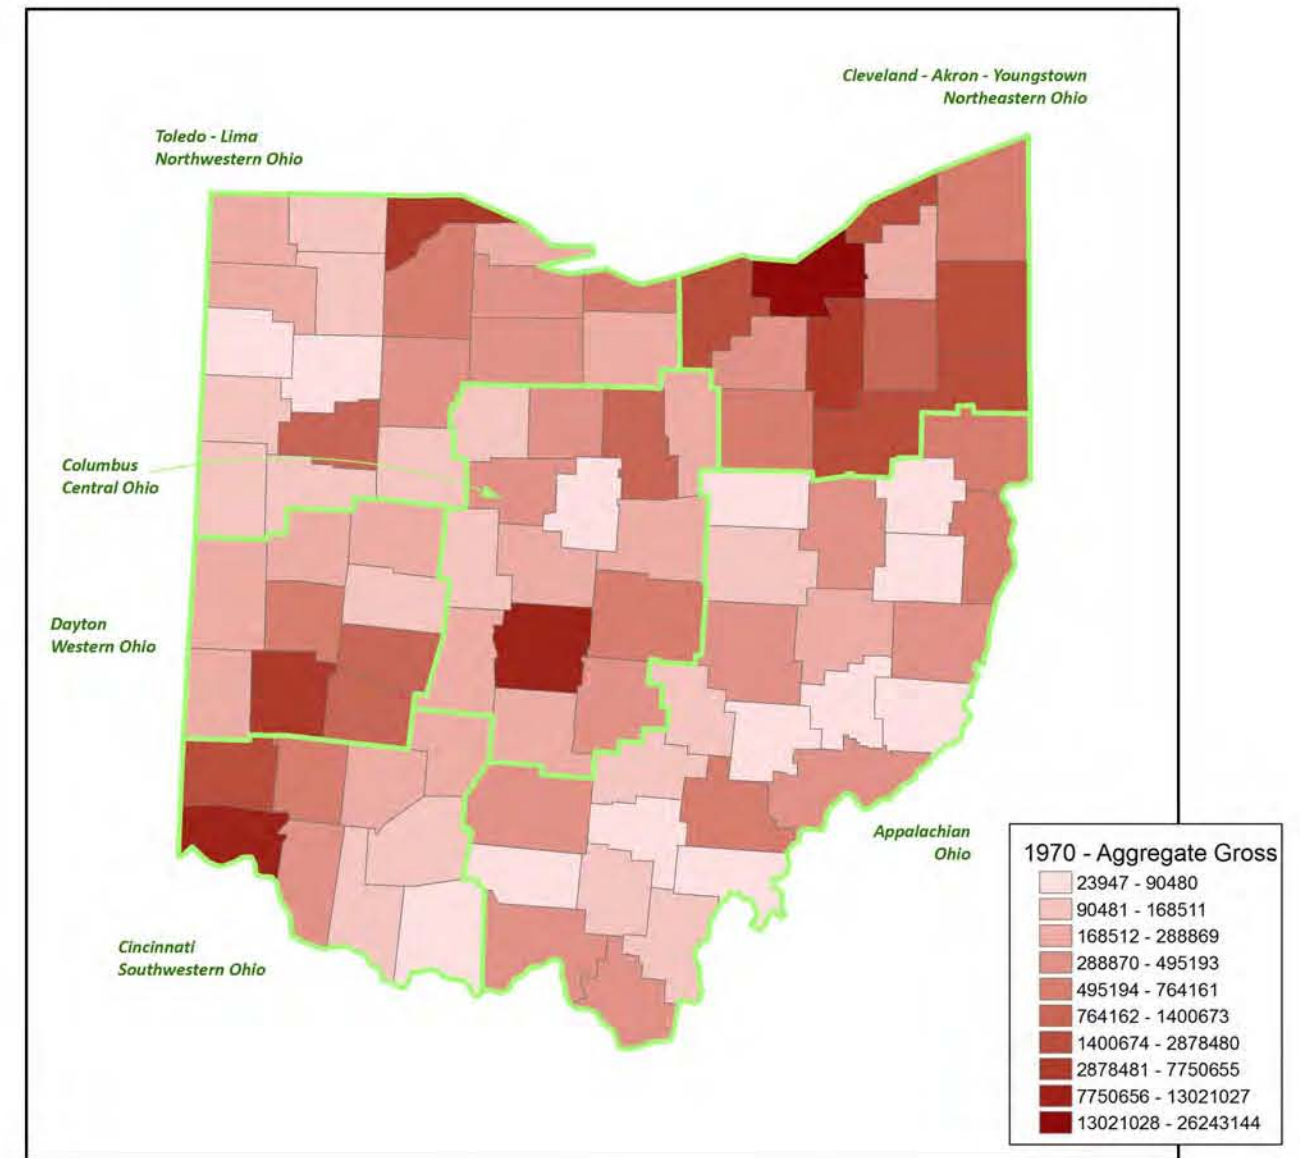 Cleveland - Akron - Youngstown
Northeastern Ohio
Toledo - Lima
Northwestern Ohio
Columbus
Central Ohio
Dayton
Western Ohio
Appalachian
Ohio
Cincinnati
Southwestern Ohio
1970 - Aggregate Gross
23947 - 90480
90481 - 168511
168512 - 288869
288870 - 495193
495194 - 764161
764162 - 1400673
1400674 - 2878480
2878481 - 7750655
7750656 - 13021027
13021028 - 26243144